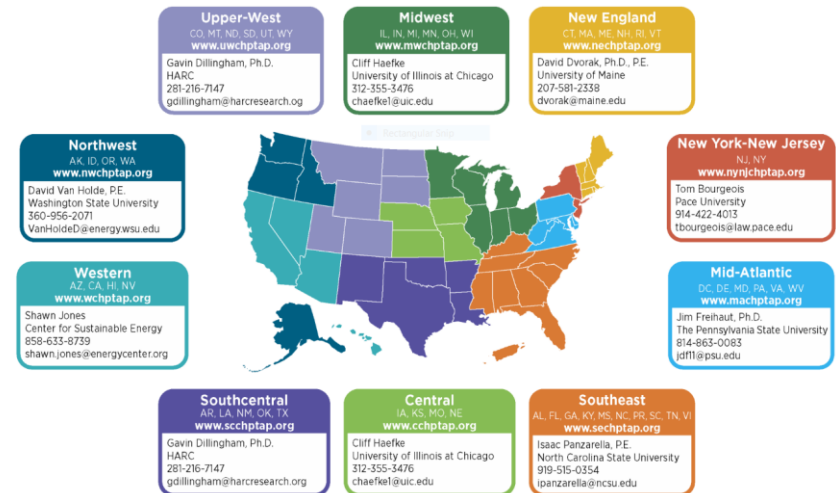 Upper-West
CO, MT, ND, SD, UT, WY
www.uwchptap.org
Gavin Dillingham, Ph.D.
HARC
281-216-7147
gdillingham@harcresearch.og
Midwest
IL, IN, MI, MN, OH, WI
www.mwchptap.org
Cliff Haefke
University of Illinois at Chicago
312-355-3476
chaefke1@uic.edu
New England
CT, MA, ME, NH, RI, VT
www.nechptap.org
David Dvorak, Ph.D., P.E.
University of Maine
207-581-2338
dvorak@maine.edu
Rectangular Snip
Northwest
AK, ID, OR, WA
www.nwchptap.org
David Van Holde, P.E.
Washington State University
360-956-2071
VanHoldeD@energy.wsu.edu
New York-New Jersey
NJ, NY
www.nynjchptap.org
Tom Bourgeois
Pace University
914-422-4013
tbourgeois@law.pace.edu
Western
AZ, CA, HI, NV
www.wchptap.org
Shawn Jones
Center for Sustainable Energy
858-633-8739
shawn.jones@energycenter.org
Mid-Atlantic
DC, DE, MD, PA, VA, WV
www.machptap.org
Jim Freihaut, Ph.D.
The Pennsylvania State University
814-863-0083
jdf11@psu.edu
Southcentral
AR, LA, NM, OK, TX
www.scchptap.org
Gavin Dillingham, Ph.D.
HARC
281-216-7147
gdillingham@harcresearch.org
Central
IA, KS, MO, NE
www.cchptap.org
Cliff Haefke
University of Illinois at Chicago
312-355-3476
chaefke1@uic.edu
Southeast
AL, FL, GA, KY, MS, NC, PR, SC, TN, VI
www.sechptap.org
Isaac Panzarella, P.E.
North Carolina State University
919-515-0354
ipanzarella@ncsu.edu